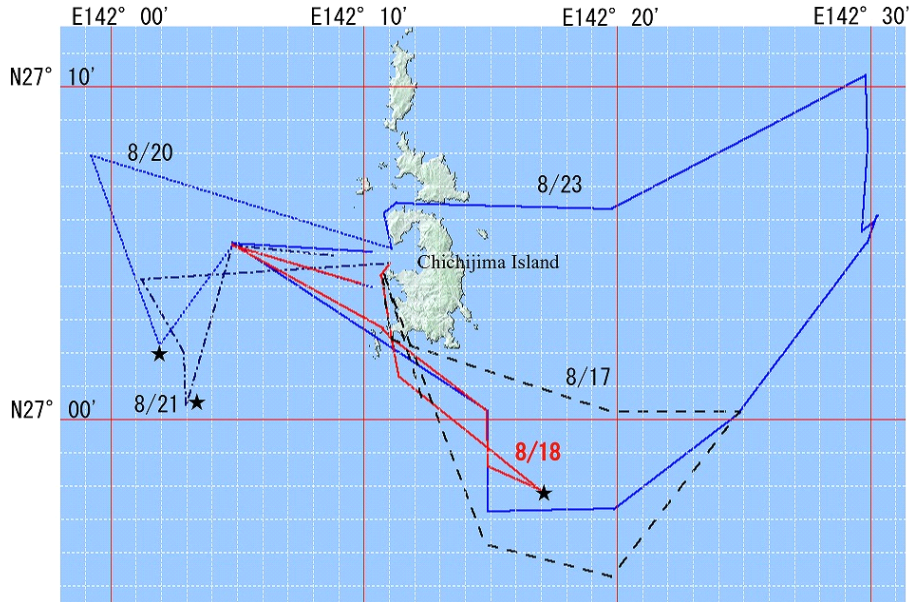 E142° 00' E142° 10' E142° 20' E142° 30'
N27° 10'
8/20
8/23
Chichijima Island
8/17
N27° 00'
8/21
8/18